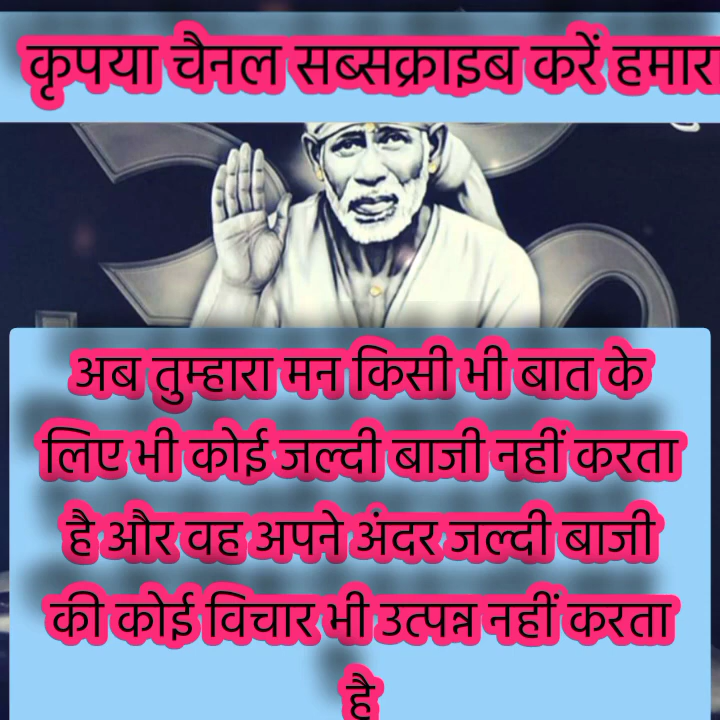 कृपया चैनल सब्सक्राइब करें हमार
अब तुम्हारा मन किसी भी बात के
लिए भी कोई जल्दी बाजी नहीं करता
है और वह अपने अंदर जल्दी बाजी
की कोई विचार भी उत्पन्न नहीं करता
है